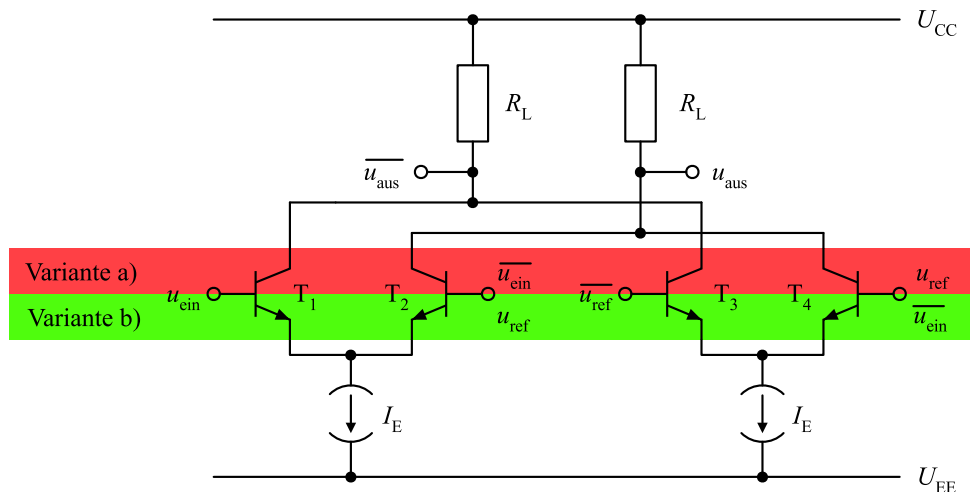 U_CC
R_L R_L
u̅_aus u_aus
Variante a) u̅_ein u_ref
u_ein T_1 T_2 u̅_ref T_3 T_4
Variante b) u_ref u̅_ein
I_E I_E
U_EE